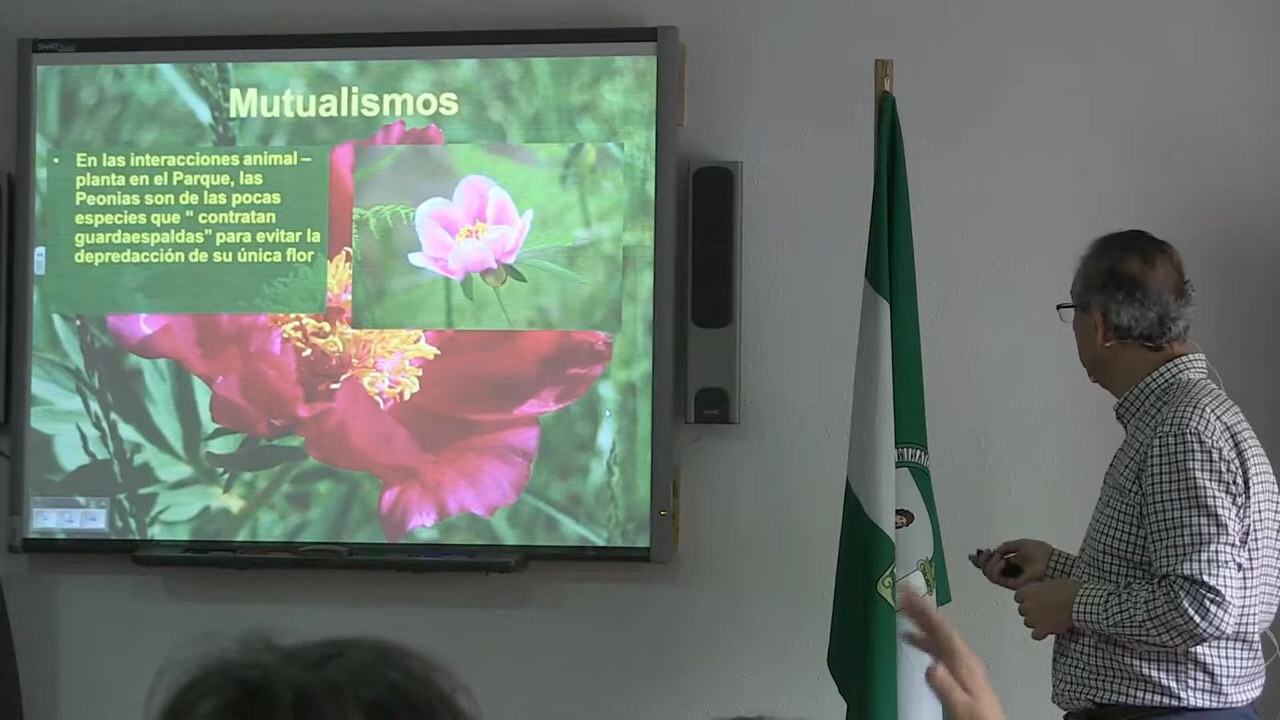 Mutualismos
• En las interacciones animal –
planta en el Parque, las
Peonias son de las pocas
especies que “ contratan
guardaespaldas” para evitar la
depredacción de su única flor